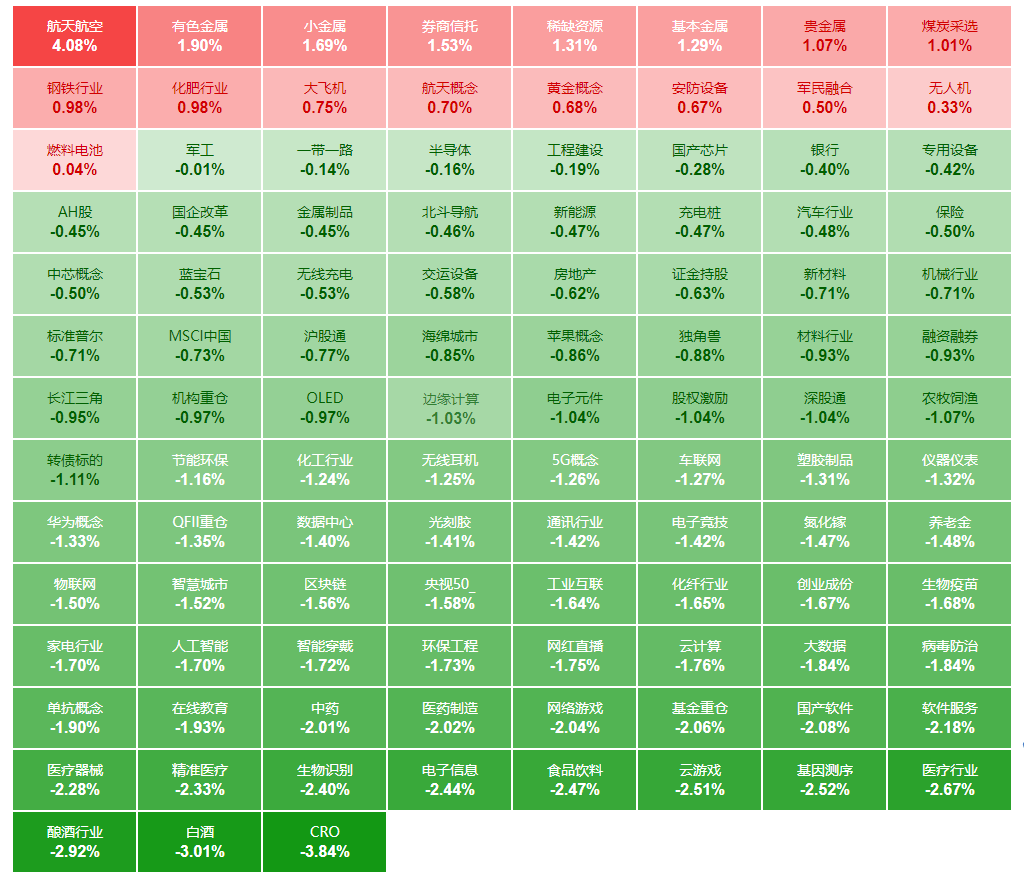 航天航空 有色金属 小金属 券商信托 稀缺资源 基本金属 贵金属 煤炭采选
4.08% 1.90% 1.69% 1.53% 1.31% 1.29% 1.07% 1.01%
钢铁行业 化肥行业 大飞机 航天概念 黄金概念 安防设备 军民融合 无人机
0.98% 0.98% 0.75% 0.70% 0.68% 0.67% 0.50% 0.33%
燃料电池 军工 一带一路 半导体 工程建设 国产芯片 银行 专用设备
0.04% -0.01% -0.14% -0.16% -0.19% -0.28% -0.40% -0.42%
AH股 国企改革 金属制品 北斗导航 新能源 充电桩 汽车行业 保险
-0.45% -0.45% -0.45% -0.46% -0.47% -0.47% -0.48% -0.50%
中芯概念 蓝宝石 无线充电 交运设备 房地产 证金持股 新材料 机械行业
-0.50% -0.53% -0.53% -0.58% -0.62% -0.63% -0.71% -0.71%
标准普尔 MSCI中国 沪股通 海绵城市 苹果概念 独角兽 材料行业 融资融券
-0.71% -0.73% -0.77% -0.85% -0.86% -0.88% -0.93% -0.93%
长江三角 机构重仓 OLED 边缘计算 电子元件 股权激励 深股通 农牧饲渔
-0.95% -0.97% -0.97% -1.03% -1.04% -1.04% -1.04% -1.07%
转债标的 节能环保 化工行业 无线耳机 5G概念 车联网 塑胶制品 仪器仪表
-1.11% -1.16% -1.24% -1.25% -1.26% -1.27% -1.31% -1.32%
华为概念 QFII重仓 数据中心 光刻胶 通讯行业 电子竞技 氮化镓 养老金
-1.33% -1.35% -1.40% -1.41% -1.42% -1.42% -1.47% -1.48%
物联网 智慧城市 区块链 央视50_ 工业互联 化纤行业 创业成份 生物疫苗
-1.50% -1.52% -1.56% -1.58% -1.64% -1.65% -1.67% -1.68%
家电行业 人工智能 智能穿戴 环保工程 网红直播 云计算 大数据 病毒防治
-1.70% -1.70% -1.72% -1.73% -1.75% -1.76% -1.84% -1.84%
单抗概念 在线教育 中药 医药制造 网络游戏 基金重仓 国产软件 软件服务
-1.90% -1.93% -2.01% -2.02% -2.04% -2.06% -2.08% -2.18%
医疗器械 精准医疗 生物识别 电子信息 食品饮料 云游戏 基因测序 医疗行业
-2.28% -2.33% -2.40% -2.44% -2.47% -2.51% -2.52% -2.67%
酿酒行业 白酒 CRO
-2.92% -3.01% -3.84%